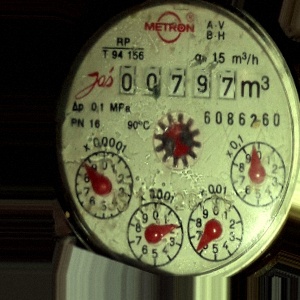 METRON
A-V
B-H
RP
T 94 156
qₙ 15 m³/h
JoS
00797 m³
Δp 0,1 MPa
PN 16
90°C
6086260
x 0,0001
x 0,1
x 0,001
x 0,01